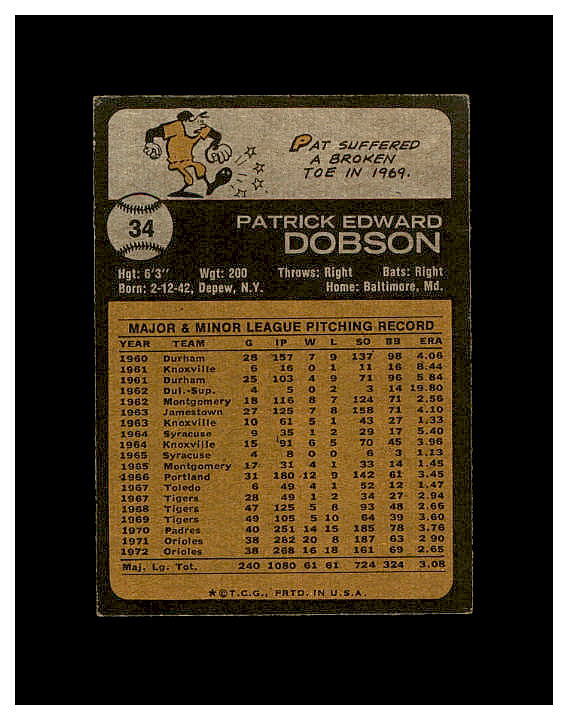 PAT SUFFERED
A BROKEN
TOE IN 1969.
34
PATRICK EDWARD
DOBSON
Hgt: 6'3" Wgt: 200 Throws: Right Bats: Right
Born: 2-12-42, Depew, N.Y. Home: Baltimore, Md.
MAJOR & MINOR LEAGUE PITCHING RECORD
YEAR TEAM G IP W L SO BB ERA
1960 Durham 28 157 7 9 137 98 4.06
1961 Knoxville 6 16 0 1 11 16 8.44
1961 Durham 25 103 4 9 71 96 5.84
1962 Dul.-Sup. 4 5 0 2 4 13 19.80
1962 Montgomery 18 116 8 7 124 71 2.56
1963 Jamestown 27 125 7 8 158 71 4.10
1963 Knoxville 10 61 5 1 43 27 1.33
1964 Syracuse 9 35 1 2 29 17 5.40
1964 Knoxville 15 91 6 5 70 45 3.96
1965 Syracuse 4 8 0 0 6 3 1.13
1965 Montgomery 17 31 4 1 33 14 1.45
1966 Portland 31 180 12 9 142 61 3.45
1967 Toledo 6 49 4 1 52 12 1.47
1967 Tigers 28 49 1 2 34 27 2.94
1968 Tigers 47 125 5 8 93 48 2.66
1969 Tigers 49 105 5 10 64 39 3.60
1970 Padres 40 251 14 15 185 78 3.76
1971 Orioles 38 282 20 8 187 63 2.90
1972 Orioles 38 268 16 18 161 69 2.65
Maj. Lg. Tot. 240 1080 61 61 724 324 3.08
★©T.C.G., PRTD. IN U.S.A.